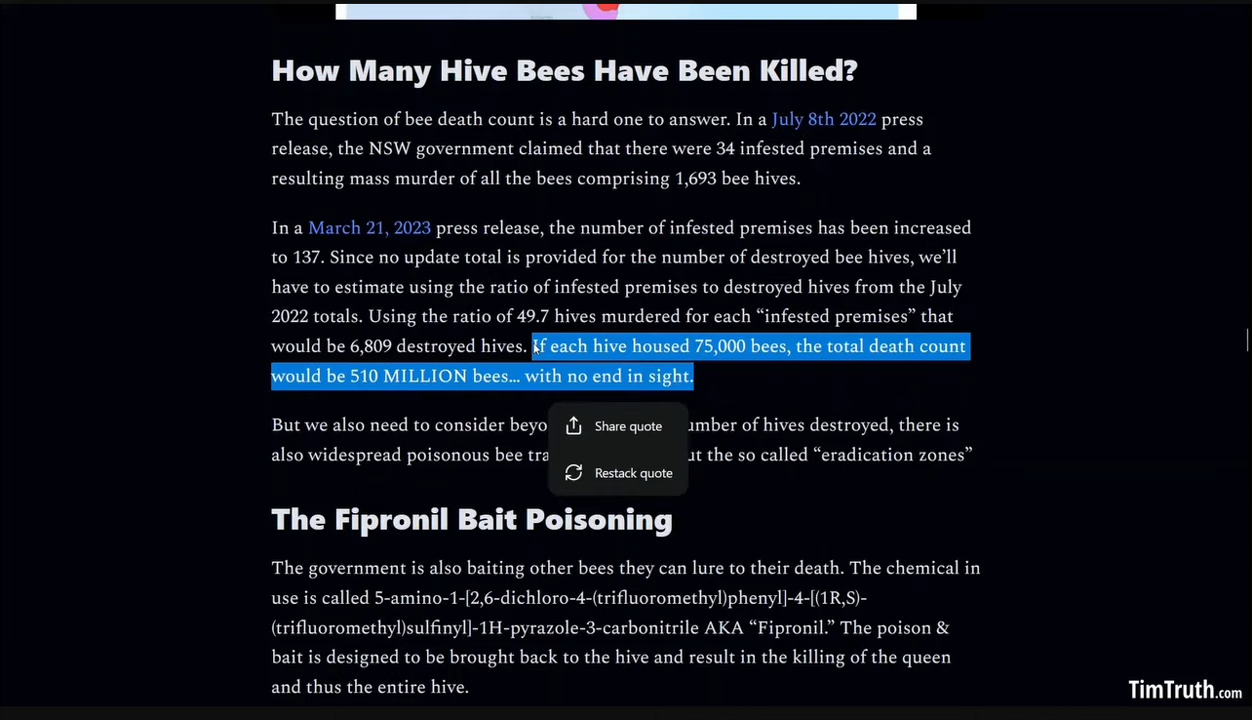 How Many Hive Bees Have Been Killed?
The question of bee death count is a hard one to answer. In a July 8th 2022 press
release, the NSW government claimed that there were 34 infested premises and a
resulting mass murder of all the bees comprising 1,693 bee hives.
In a March 21, 2023 press release, the number of infested premises has been increased
to 137. Since no update total is provided for the number of destroyed bee hives, we’ll
have to estimate using the ratio of infested premises to destroyed hives from the July
2022 totals. Using the ratio of 49.7 hives murdered for each “infested premises” that
would be 6,809 destroyed hives. If each hive housed 75,000 bees, the total death count
would be 510 MILLION bees… with no end in sight.
But we also need to consider beyo umber of hives destroyed, there is
also widespread poisonous bee tra ut the so called “eradication zones”
Share quote
Restack quote
The Fipronil Bait Poisoning
The government is also baiting other bees they can lure to their death. The chemical in
use is called 5-amino-1-[2,6-dichloro-4-(trifluoromethyl)phenyl]-4-[(1R,S)-
(trifluoromethyl)sulfinyl]-1H-pyrazole-3-carbonitrile AKA “Fipronil.” The poison &
bait is designed to be brought back to the hive and result in the killing of the queen
and thus the entire hive.
TimTruth.com